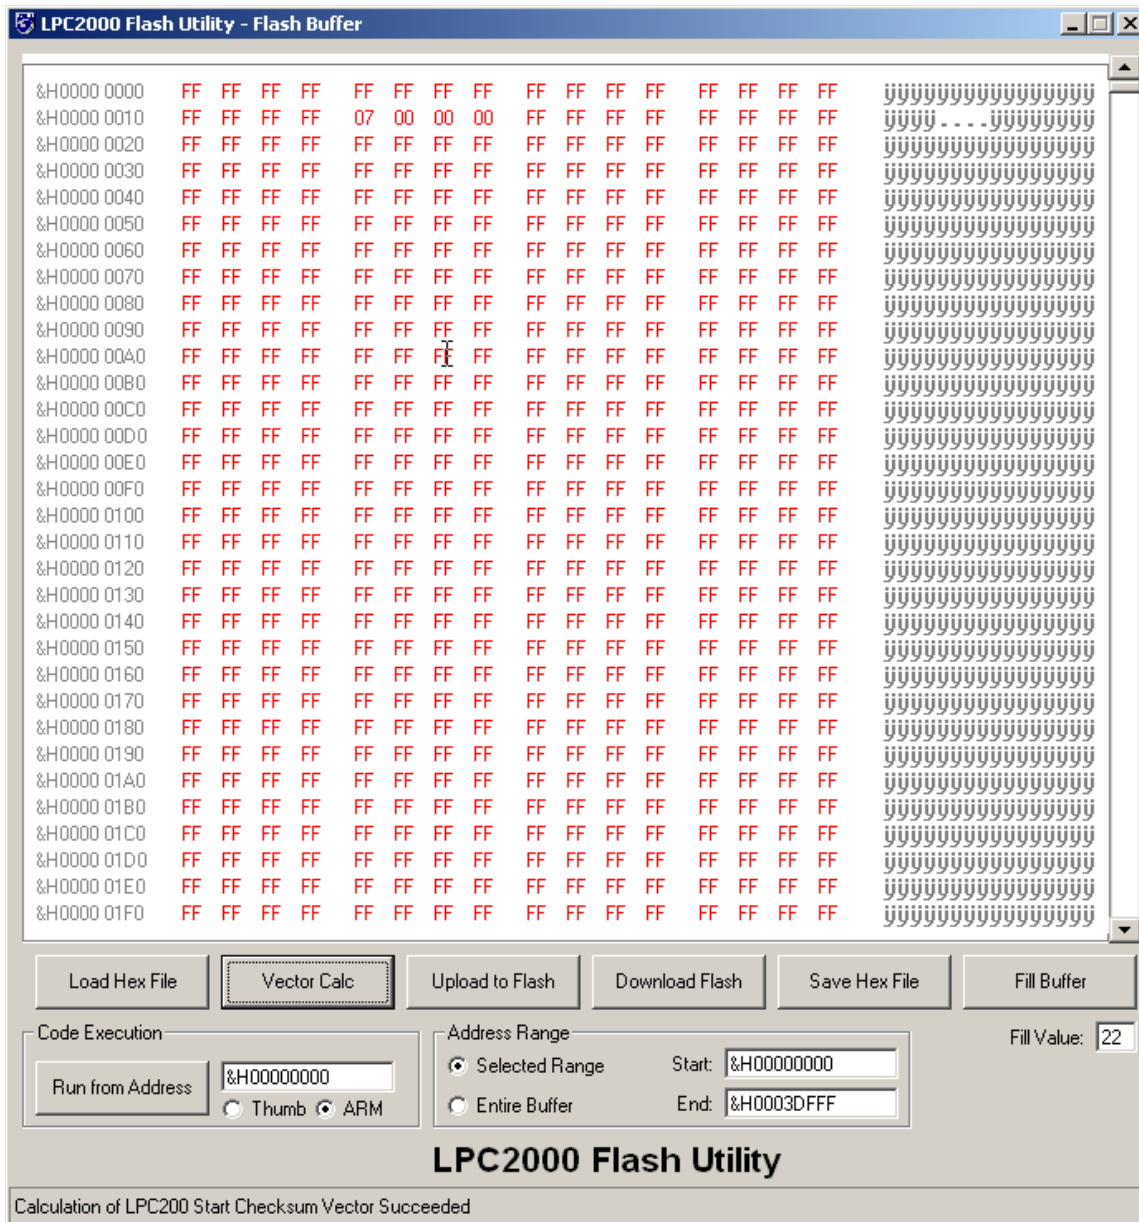 LPC2000 Flash Utility - Flash Buffer
&H0000 0000 FF FF FF FF FF FF FF FF FF FF FF FF FF FF FF FF ÿÿÿÿÿÿÿÿÿÿÿÿÿÿÿÿ
&H0000 0010 FF FF FF FF 07 00 00 00 FF FF FF FF FF FF FF FF ÿÿÿÿ----ÿÿÿÿÿÿÿÿ
&H0000 0020 FF FF FF FF FF FF FF FF FF FF FF FF FF FF FF FF ÿÿÿÿÿÿÿÿÿÿÿÿÿÿÿÿ
&H0000 0030 FF FF FF FF FF FF FF FF FF FF FF FF FF FF FF FF ÿÿÿÿÿÿÿÿÿÿÿÿÿÿÿÿ
&H0000 0040 FF FF FF FF FF FF FF FF FF FF FF FF FF FF FF FF ÿÿÿÿÿÿÿÿÿÿÿÿÿÿÿÿ
&H0000 0050 FF FF FF FF FF FF FF FF FF FF FF FF FF FF FF FF ÿÿÿÿÿÿÿÿÿÿÿÿÿÿÿÿ
&H0000 0060 FF FF FF FF FF FF FF FF FF FF FF FF FF FF FF FF ÿÿÿÿÿÿÿÿÿÿÿÿÿÿÿÿ
&H0000 0070 FF FF FF FF FF FF FF FF FF FF FF FF FF FF FF FF ÿÿÿÿÿÿÿÿÿÿÿÿÿÿÿÿ
&H0000 0080 FF FF FF FF FF FF FF FF FF FF FF FF FF FF FF FF ÿÿÿÿÿÿÿÿÿÿÿÿÿÿÿÿ
&H0000 0090 FF FF FF FF FF FF FF FF FF FF FF FF FF FF FF FF ÿÿÿÿÿÿÿÿÿÿÿÿÿÿÿÿ
&H0000 00A0 FF FF FF FF FF FF FF FF FF FF FF FF FF FF FF FF ÿÿÿÿÿÿÿÿÿÿÿÿÿÿÿÿ
&H0000 00B0 FF FF FF FF FF FF FF FF FF FF FF FF FF FF FF FF ÿÿÿÿÿÿÿÿÿÿÿÿÿÿÿÿ
&H0000 00C0 FF FF FF FF FF FF FF FF FF FF FF FF FF FF FF FF ÿÿÿÿÿÿÿÿÿÿÿÿÿÿÿÿ
&H0000 00D0 FF FF FF FF FF FF FF FF FF FF FF FF FF FF FF FF ÿÿÿÿÿÿÿÿÿÿÿÿÿÿÿÿ
&H0000 00E0 FF FF FF FF FF FF FF FF FF FF FF FF FF FF FF FF ÿÿÿÿÿÿÿÿÿÿÿÿÿÿÿÿ
&H0000 00F0 FF FF FF FF FF FF FF FF FF FF FF FF FF FF FF FF ÿÿÿÿÿÿÿÿÿÿÿÿÿÿÿÿ
&H0000 0100 FF FF FF FF FF FF FF FF FF FF FF FF FF FF FF FF ÿÿÿÿÿÿÿÿÿÿÿÿÿÿÿÿ
&H0000 0110 FF FF FF FF FF FF FF FF FF FF FF FF FF FF FF FF ÿÿÿÿÿÿÿÿÿÿÿÿÿÿÿÿ
&H0000 0120 FF FF FF FF FF FF FF FF FF FF FF FF FF FF FF FF ÿÿÿÿÿÿÿÿÿÿÿÿÿÿÿÿ
&H0000 0130 FF FF FF FF FF FF FF FF FF FF FF FF FF FF FF FF ÿÿÿÿÿÿÿÿÿÿÿÿÿÿÿÿ
&H0000 0140 FF FF FF FF FF FF FF FF FF FF FF FF FF FF FF FF ÿÿÿÿÿÿÿÿÿÿÿÿÿÿÿÿ
&H0000 0150 FF FF FF FF FF FF FF FF FF FF FF FF FF FF FF FF ÿÿÿÿÿÿÿÿÿÿÿÿÿÿÿÿ
&H0000 0160 FF FF FF FF FF FF FF FF FF FF FF FF FF FF FF FF ÿÿÿÿÿÿÿÿÿÿÿÿÿÿÿÿ
&H0000 0170 FF FF FF FF FF FF FF FF FF FF FF FF FF FF FF FF ÿÿÿÿÿÿÿÿÿÿÿÿÿÿÿÿ
&H0000 0180 FF FF FF FF FF FF FF FF FF FF FF FF FF FF FF FF ÿÿÿÿÿÿÿÿÿÿÿÿÿÿÿÿ
&H0000 0190 FF FF FF FF FF FF FF FF FF FF FF FF FF FF FF FF ÿÿÿÿÿÿÿÿÿÿÿÿÿÿÿÿ
&H0000 01A0 FF FF FF FF FF FF FF FF FF FF FF FF FF FF FF FF ÿÿÿÿÿÿÿÿÿÿÿÿÿÿÿÿ
&H0000 01B0 FF FF FF FF FF FF FF FF FF FF FF FF FF FF FF FF ÿÿÿÿÿÿÿÿÿÿÿÿÿÿÿÿ
&H0000 01C0 FF FF FF FF FF FF FF FF FF FF FF FF FF FF FF FF ÿÿÿÿÿÿÿÿÿÿÿÿÿÿÿÿ
&H0000 01D0 FF FF FF FF FF FF FF FF FF FF FF FF FF FF FF FF ÿÿÿÿÿÿÿÿÿÿÿÿÿÿÿÿ
&H0000 01E0 FF FF FF FF FF FF FF FF FF FF FF FF FF FF FF FF ÿÿÿÿÿÿÿÿÿÿÿÿÿÿÿÿ
&H0000 01F0 FF FF FF FF FF FF FF FF FF FF FF FF FF FF FF FF ÿÿÿÿÿÿÿÿÿÿÿÿÿÿÿÿ
Load Hex File Vector Calc Upload to Flash Download Flash Save Hex File Fill Buffer
Code Execution Address Range Fill Value: 22
Run from Address &H00000000 Selected Range Start: &H00000000
Thumb ARM Entire Buffer End: &H0003DFFF
LPC2000 Flash Utility
Calculation of LPC200 Start Checksum Vector Succeeded